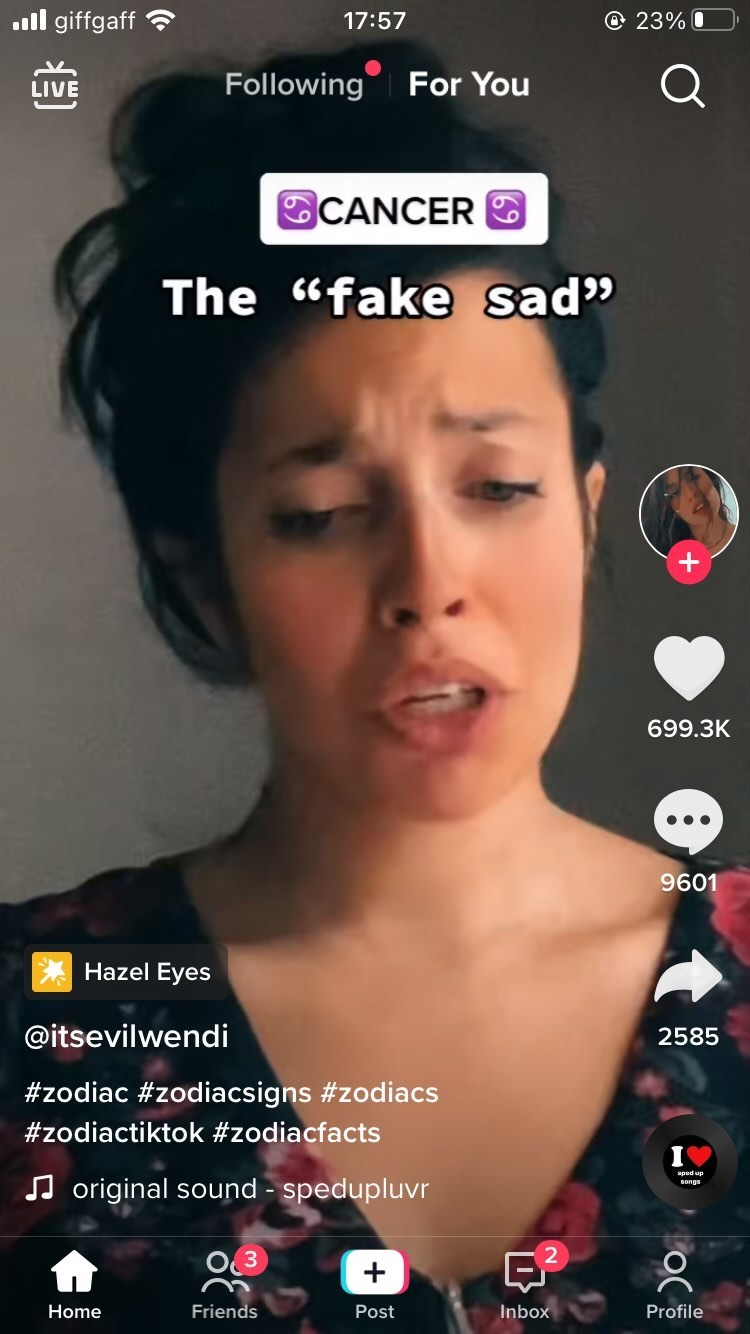 giffgaff 17:57 23%
LIVE Following For You
♋CANCER ♋
The “fake sad”
699.3K
9601
Hazel Eyes
@itsevilwendi
2585
#zodiac #zodiacsigns #zodiacs
#zodiactiktok #zodiacfacts
I ❤
sped up
songs
original sound - spedupluvr
3
2
Home Friends Post Inbox Profile